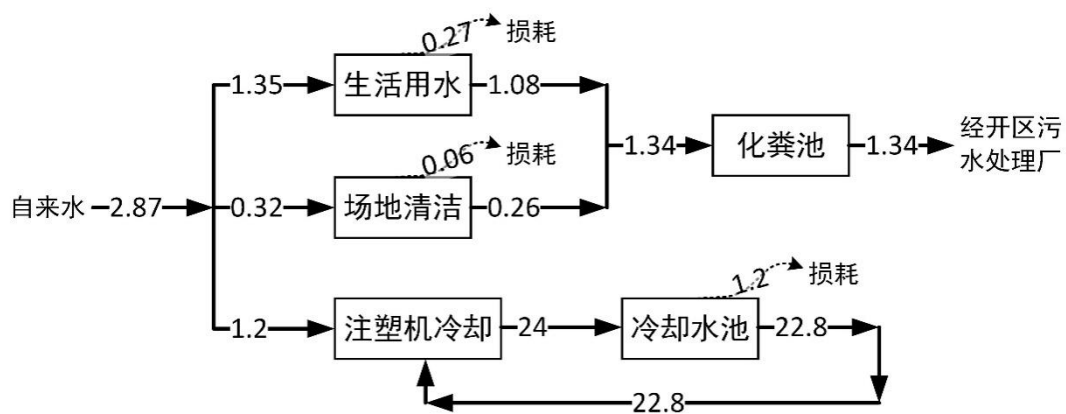 0.27 损耗
1.35 生活用水 1.08
0.06 损耗
1.34 化粪池 1.34
经开区污
水处理厂
自来水 2.87 0.32 场地清洁 0.26
1.2 损耗
1.2 注塑机冷却 24 冷却水池 22.8
22.8